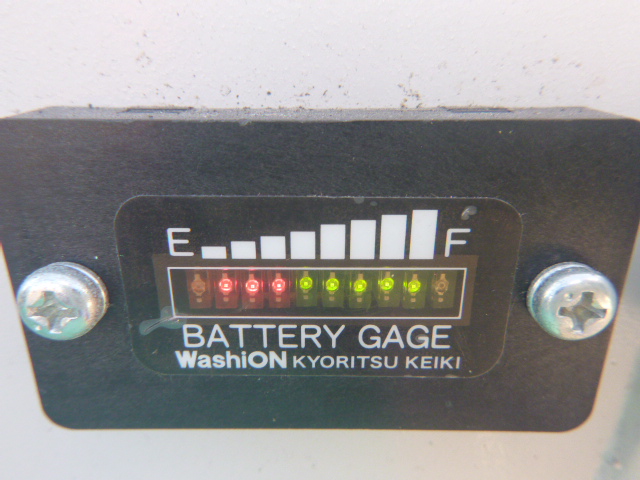 E F
BATTERY GAGE
WashiON KYORITSU KEIKI